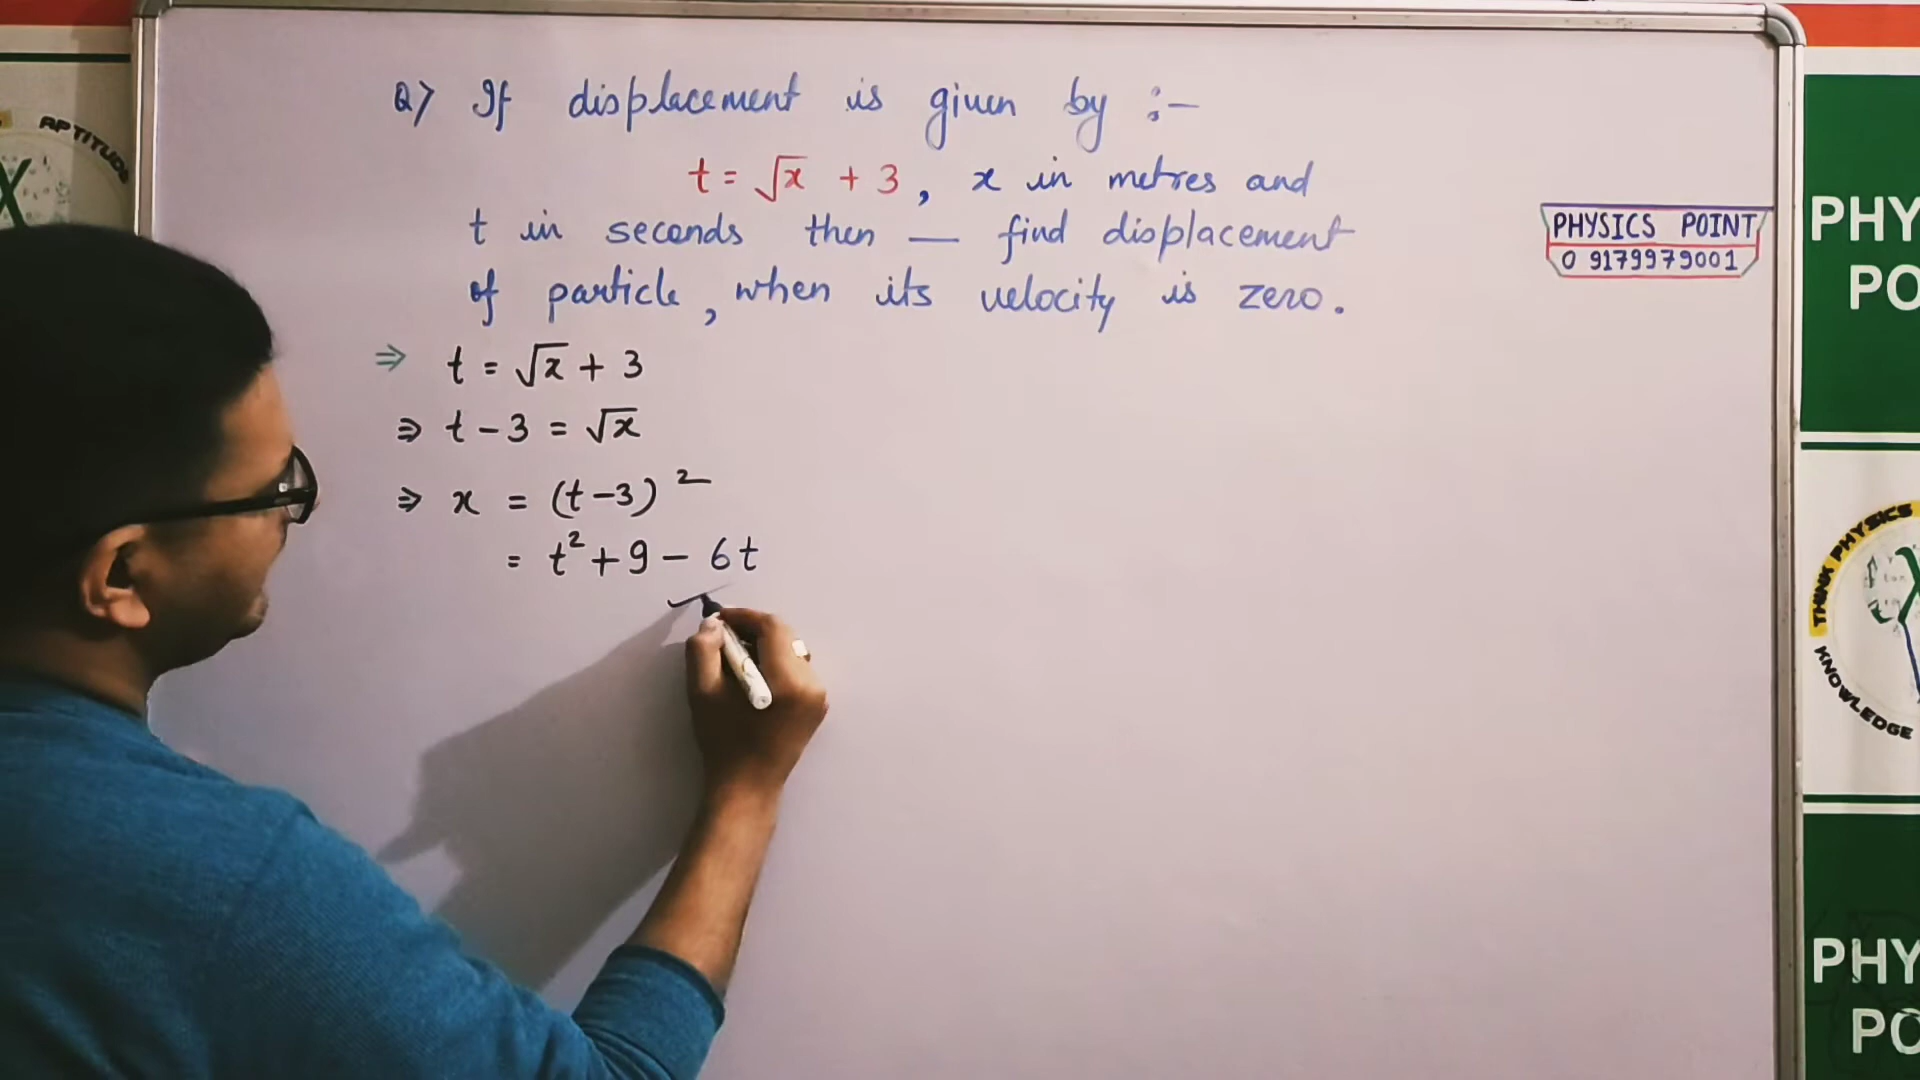 Q) If displacement is given by :-
t = √x + 3, x in metres and
t in seconds then — find displacement
of particle, when its velocity is zero.
⇒ t = √x + 3
⇒ t - 3 = √x
⇒ x = (t-3)²
= t² + 9 - 6t
PHYSICS POINT
0 9179979001
APTITUDE
PHY
PO
THINK PHYSICS
KNOWLEDGE
PHY
PO